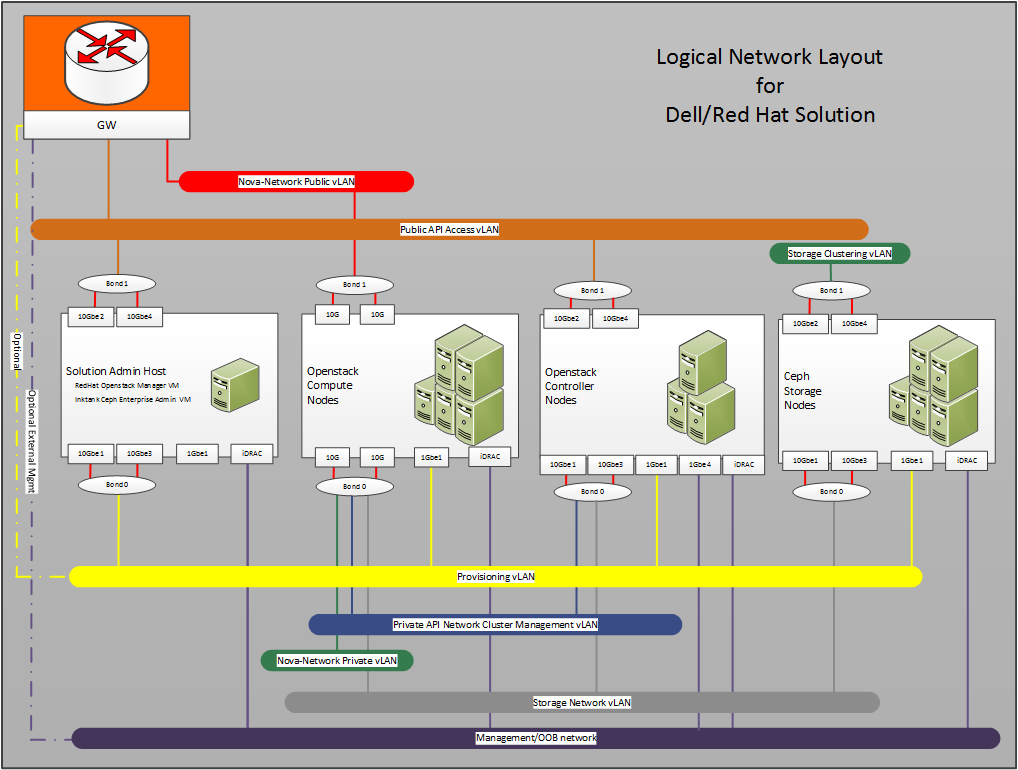 Logical Network Layout
for
Dell/Red Hat Solution
GW
Nova-Network Public vLAN
Public API Access vLAN
Storage Clustering vLAN
Bond 1
Bond 1
Bond 1
Bond 1
10Gbe2
10Gbe4
10G
10G
10Gbe2
10Gbe4
10Gbe2
10Gbe4
Optional
Optional External Mgmt
Solution Admin Host
RedHat Openstack Manager VM
Inktank Ceph Enterprise Admin VM
Openstack
Compute
Nodes
Openstack
Controller
Nodes
Ceph
Storage
Nodes
10Gbe1
10Gbe3
1Gbe1
iDRAC
10G
10G
1Gbe1
iDRAC
10Gbe1
10Gbe3
1Gbe1
1Gbe4
iDRAC
10Gbe1
10Gbe3
1Gbe1
iDRAC
Bond 0
Bond 0
Bond 0
Bond 0
Provisioning vLAN
Private API Network Cluster Management vLAN
Nova-Network Private vLAN
Storage Network vLAN
Management/OOB network